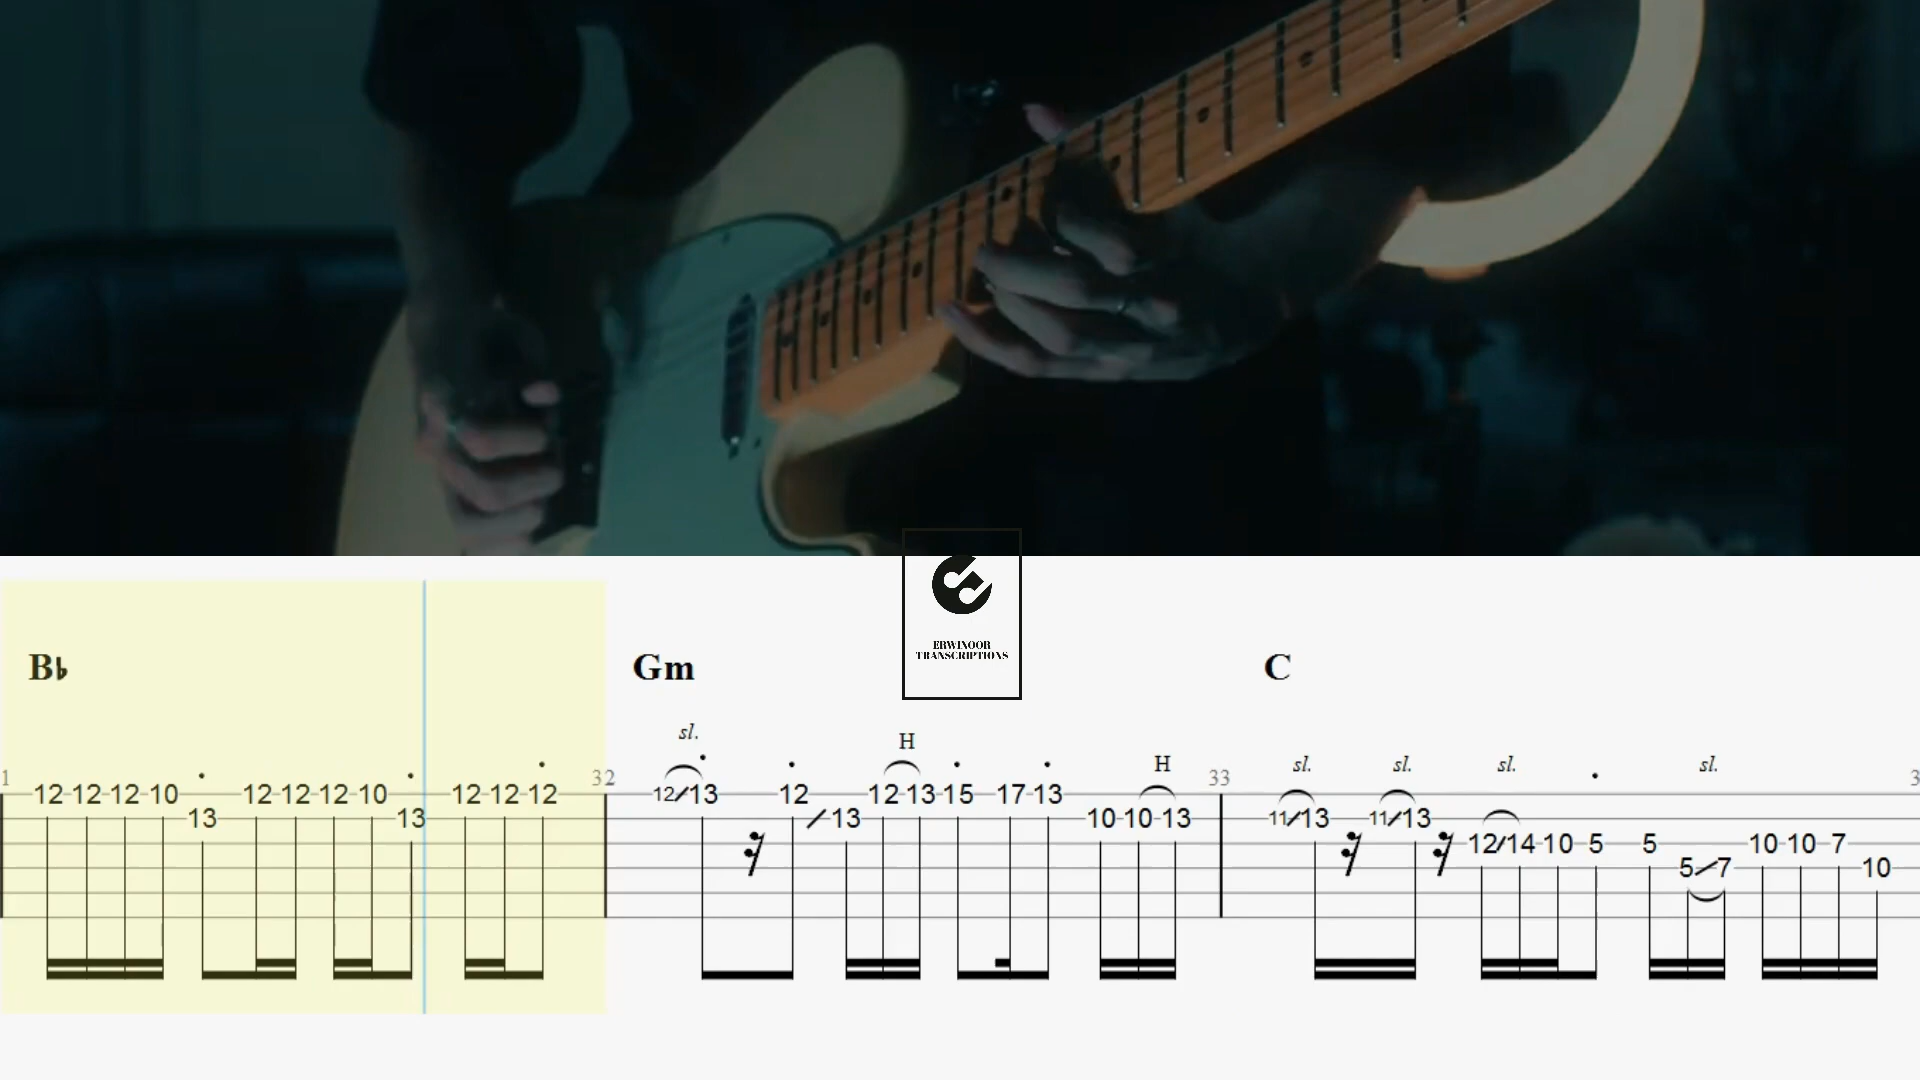 ERWINOOR
TRANSCRIPTIONS
B♭ Gm C
sl. H H sl. sl. sl. sl.
1 32 33 3
12 12 12 10 12 12 12 10 12 12 12 12 13 12 12 13 15 17 13
13 13 13 10 10 13 11 13 11 13
12 14 10 5 5 10 10 7
5 7 10